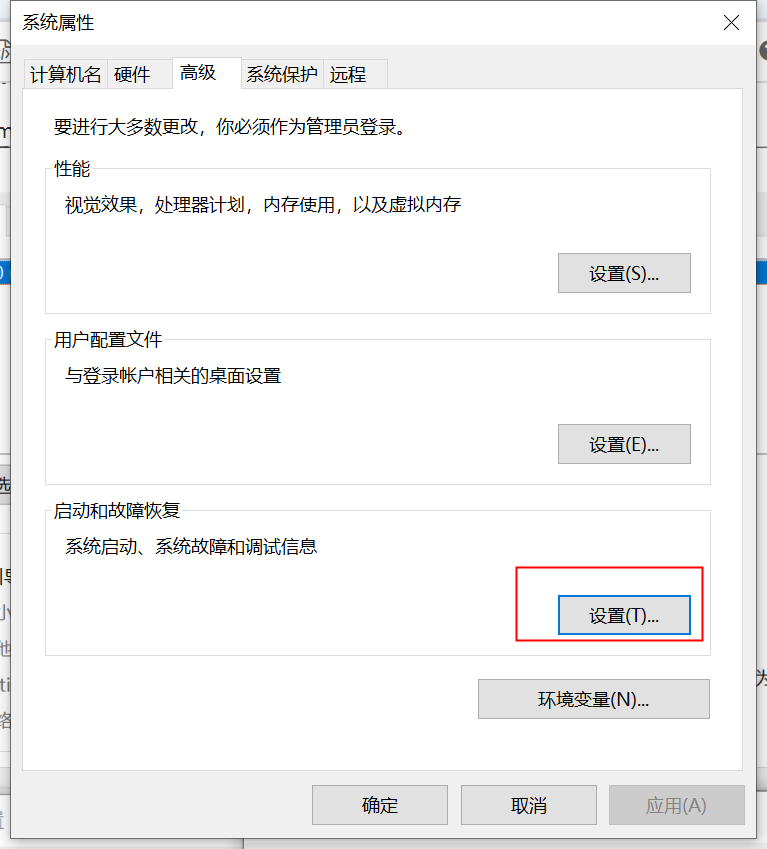 系统属性
计算机名
硬件
高级
系统保护
远程
要进行大多数更改，你必须作为管理员登录。
性能
视觉效果，处理器计划，内存使用，以及虚拟内存
设置(S)...
用户配置文件
与登录帐户相关的桌面设置
设置(E)...
启动和故障恢复
系统启动、系统故障和调试信息
设置(T)...
环境变量(N)...
确定
取消
应用(A)